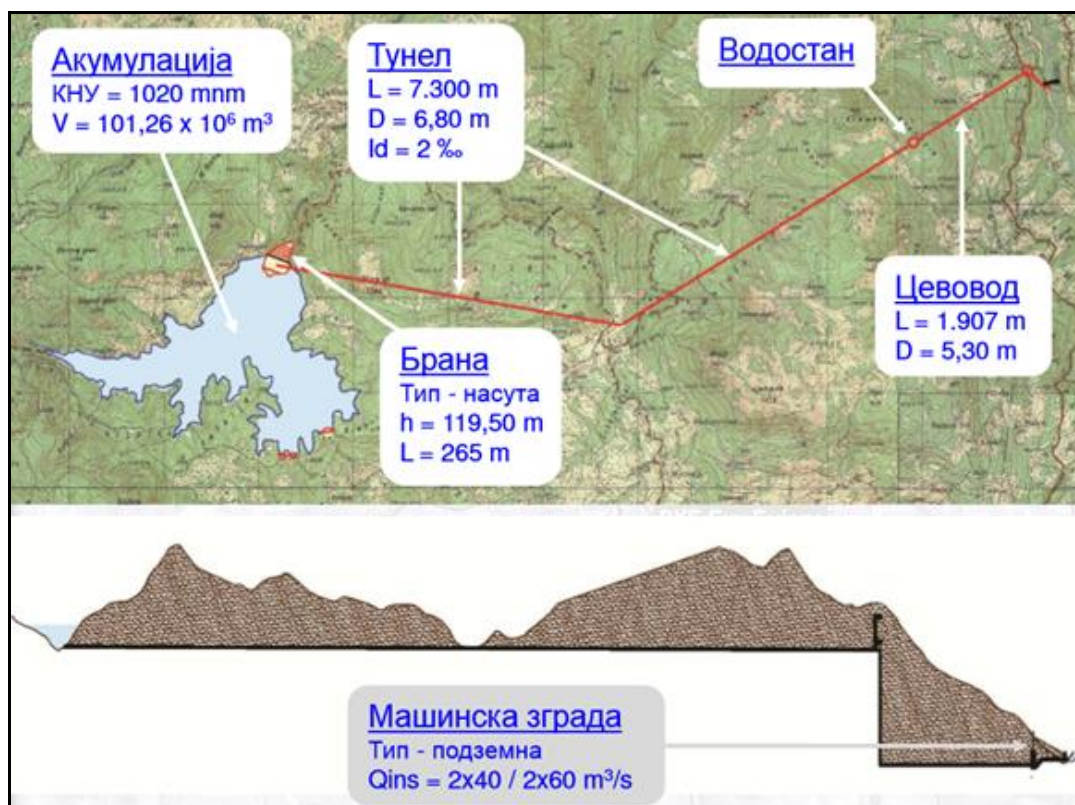 Акумулација
КНУ = 1020 mnm
V = 101,26 x 10⁶ m³
Тунел
L = 7.300 m
D = 6,80 m
Id = 2 ‰
Водостан
Цевовод
L = 1.907 m
D = 5,30 m
Брана
Тип - насута
h = 119,50 m
L = 265 m
Машинска зграда
Тип - подземна
Qins = 2x40 / 2x60 m³/s